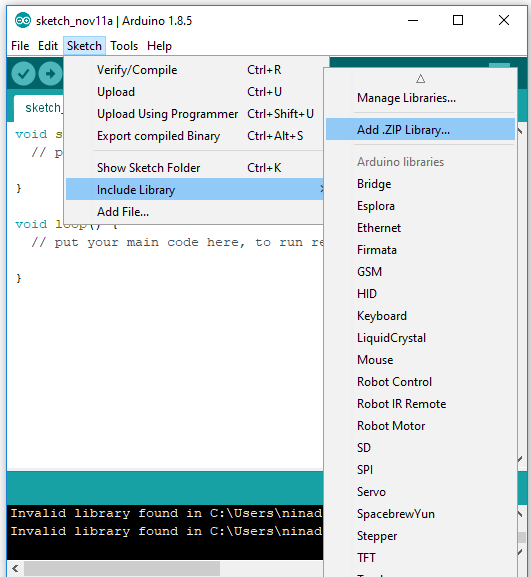 sketch_nov11a | Arduino 1.8.5
File Edit Sketch Tools Help
Verify/Compile Ctrl+R
Upload Ctrl+U
Upload Using Programmer Ctrl+Shift+U
Export compiled Binary Ctrl+Alt+S
Show Sketch Folder Ctrl+K
Include Library
Add File...
Manage Libraries...
Add .ZIP Library...
Arduino libraries
Bridge
Esplora
Ethernet
Firmata
GSM
HID
Keyboard
LiquidCrystal
Mouse
Robot Control
Robot IR Remote
Robot Motor
SD
SPI
Servo
SpacebrewYun
Stepper
TFT
sketch_
void s
// p
}
void loop() {
// put your main code here, to run re
}
Invalid library found in C:\Users\ninad
Invalid library found in C:\Users\ninad